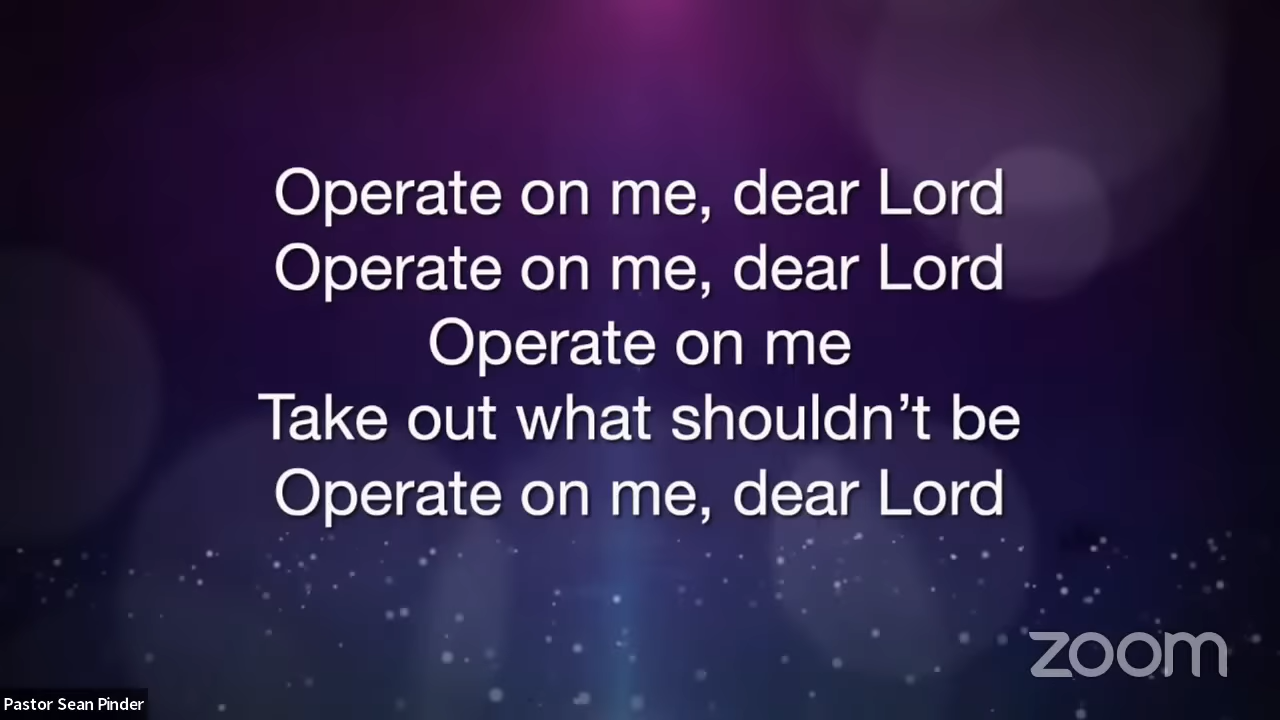 Operate on me, dear Lord
Operate on me, dear Lord
Operate on me
Take out what shouldn’t be
Operate on me, dear Lord
zoom
Pastor Sean Pinder